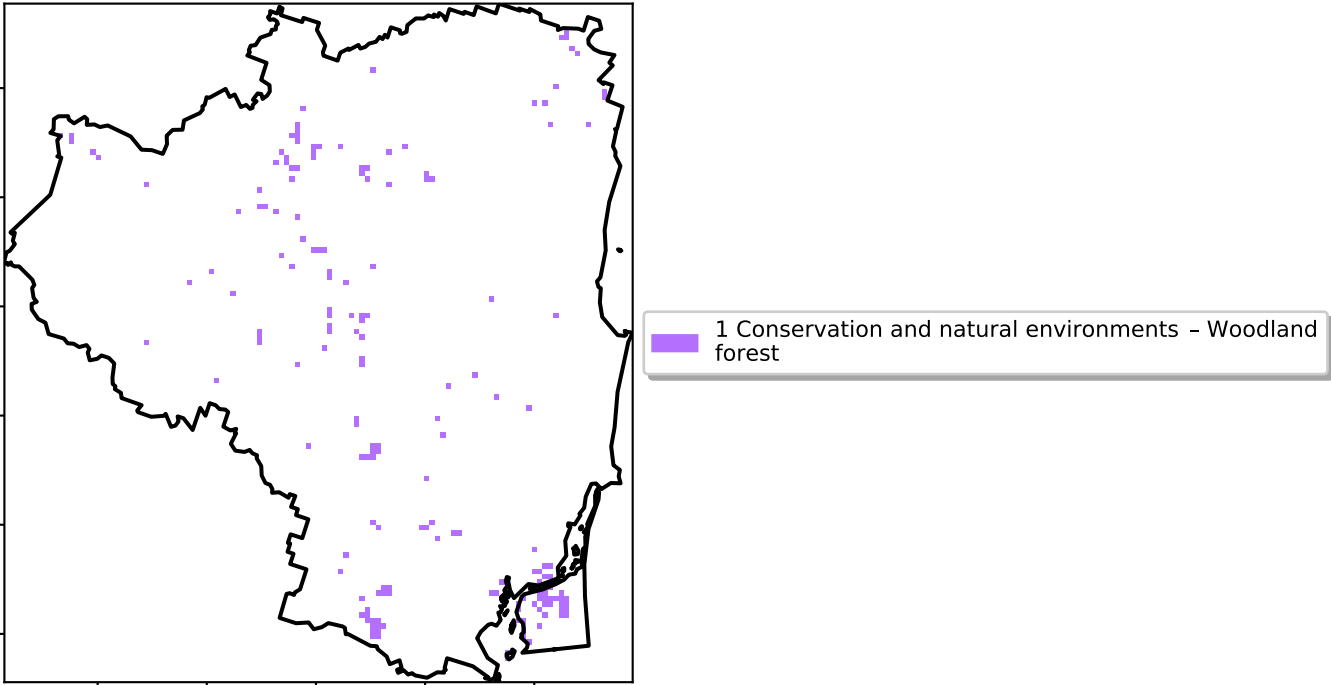 1 Conservation and natural environments – Woodland
forest